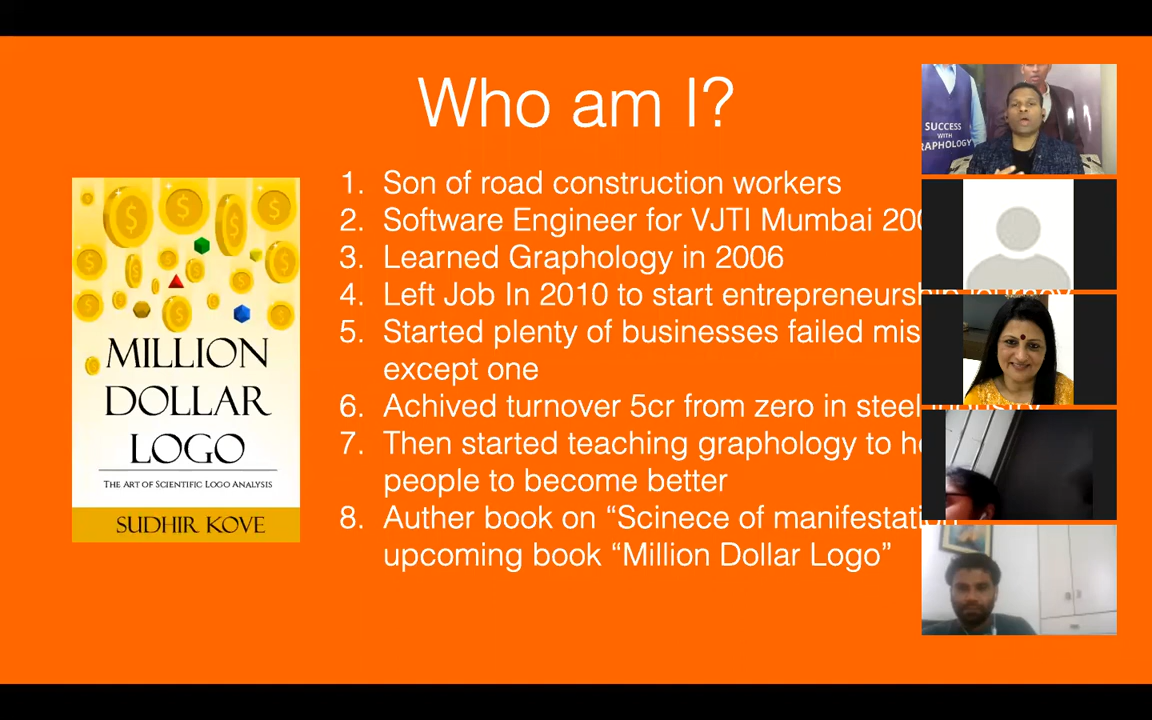 Who am I?
1. Son of road construction workers
2. Software Engineer for VJTI Mumbai
3. Learned Graphology in 2006
4. Left Job In 2010 to start
5. Started plenty of businesses failed
except one
6. Achived turnover 5cr from zero in steel
7. Then started teaching graphology to
people to become better
8. Auther book on “Scinece of
upcoming book “Million Dollar Logo”
MILLION
DOLLAR
LOGO
THE ART OF SCIENTIFIC LOGO ANALYSIS
SUDHIR KOVE
SUCCESS
WITH